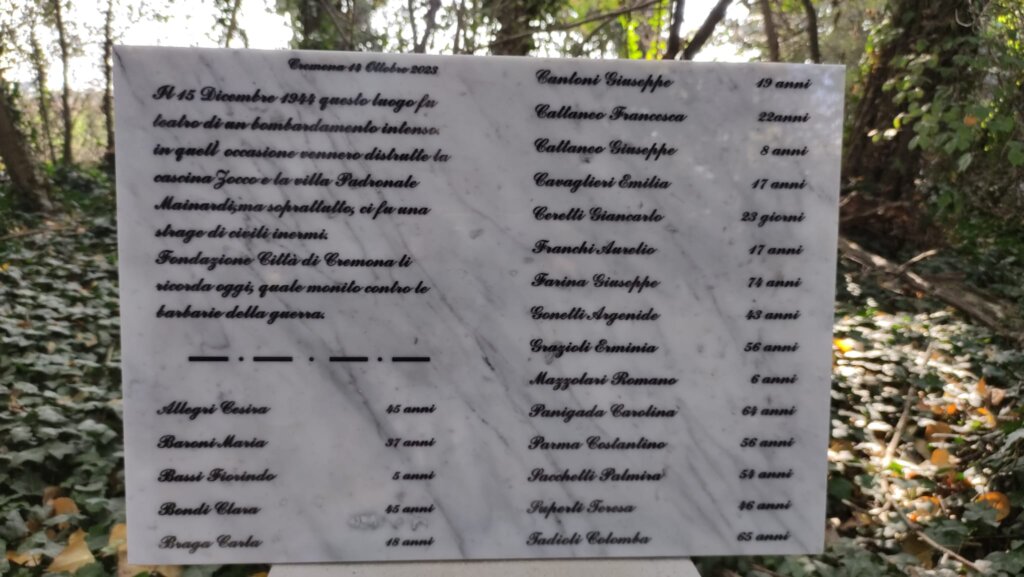 Cremona 14 Ottobre 2023
Il 15 Dicembre 1944 questo luogo fu
teatro di un bombardamento intenso.
in quell' occasione vennero distrutte la
cascina Zocco e la villa Padronale
Mainardi, ma soprattutto, ci fu una
strage di civili inermi.
Fondazione Città di Cremona li
ricorda oggi, quale monito contro le
barbarie della guerra.
Allegri Cesira 45 anni
Baroni Maria 37 anni
Bassi Fiorindo 5 anni
Bondi Clara 45 anni
Braga Carla 18 anni
Cantoni Giuseppe 19 anni
Cattaneo Francesca 22anni
Cattaneo Giuseppe 8 anni
Cavaglieri Emilia 17 anni
Ceretti Giancarlo 23 giorni
Franchi Aurelio 17 anni
Farina Giuseppe 74 anni
Gonetti Argenide 43 anni
Grazioli Erminia 56 anni
Mazzolari Romano 6 anni
Panigada Carolina 64 anni
Parma Costantino 56 anni
Sacchetti Palmira 54 anni
Superti Teresa 46 anni
Tadioli Colomba 65 anni